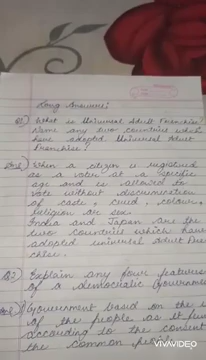 Long Answers:
Q1) What is Universal Adult Franchise?
Name any two countries which
have adopted Universal Adult
Franchise?
Ans1) When a citizen is registered
as a voter at a specific
age and is allowed to
vote without discrimination
of caste, creed, colour,
religion or sex.
India and Japan are the
two countries which have
adopted universal Adult Fran
chise.
Q2) Explain any four features
of a democratic government
Government based on the
of the people as it
according to the consent
the common people
VIVAVIDEO